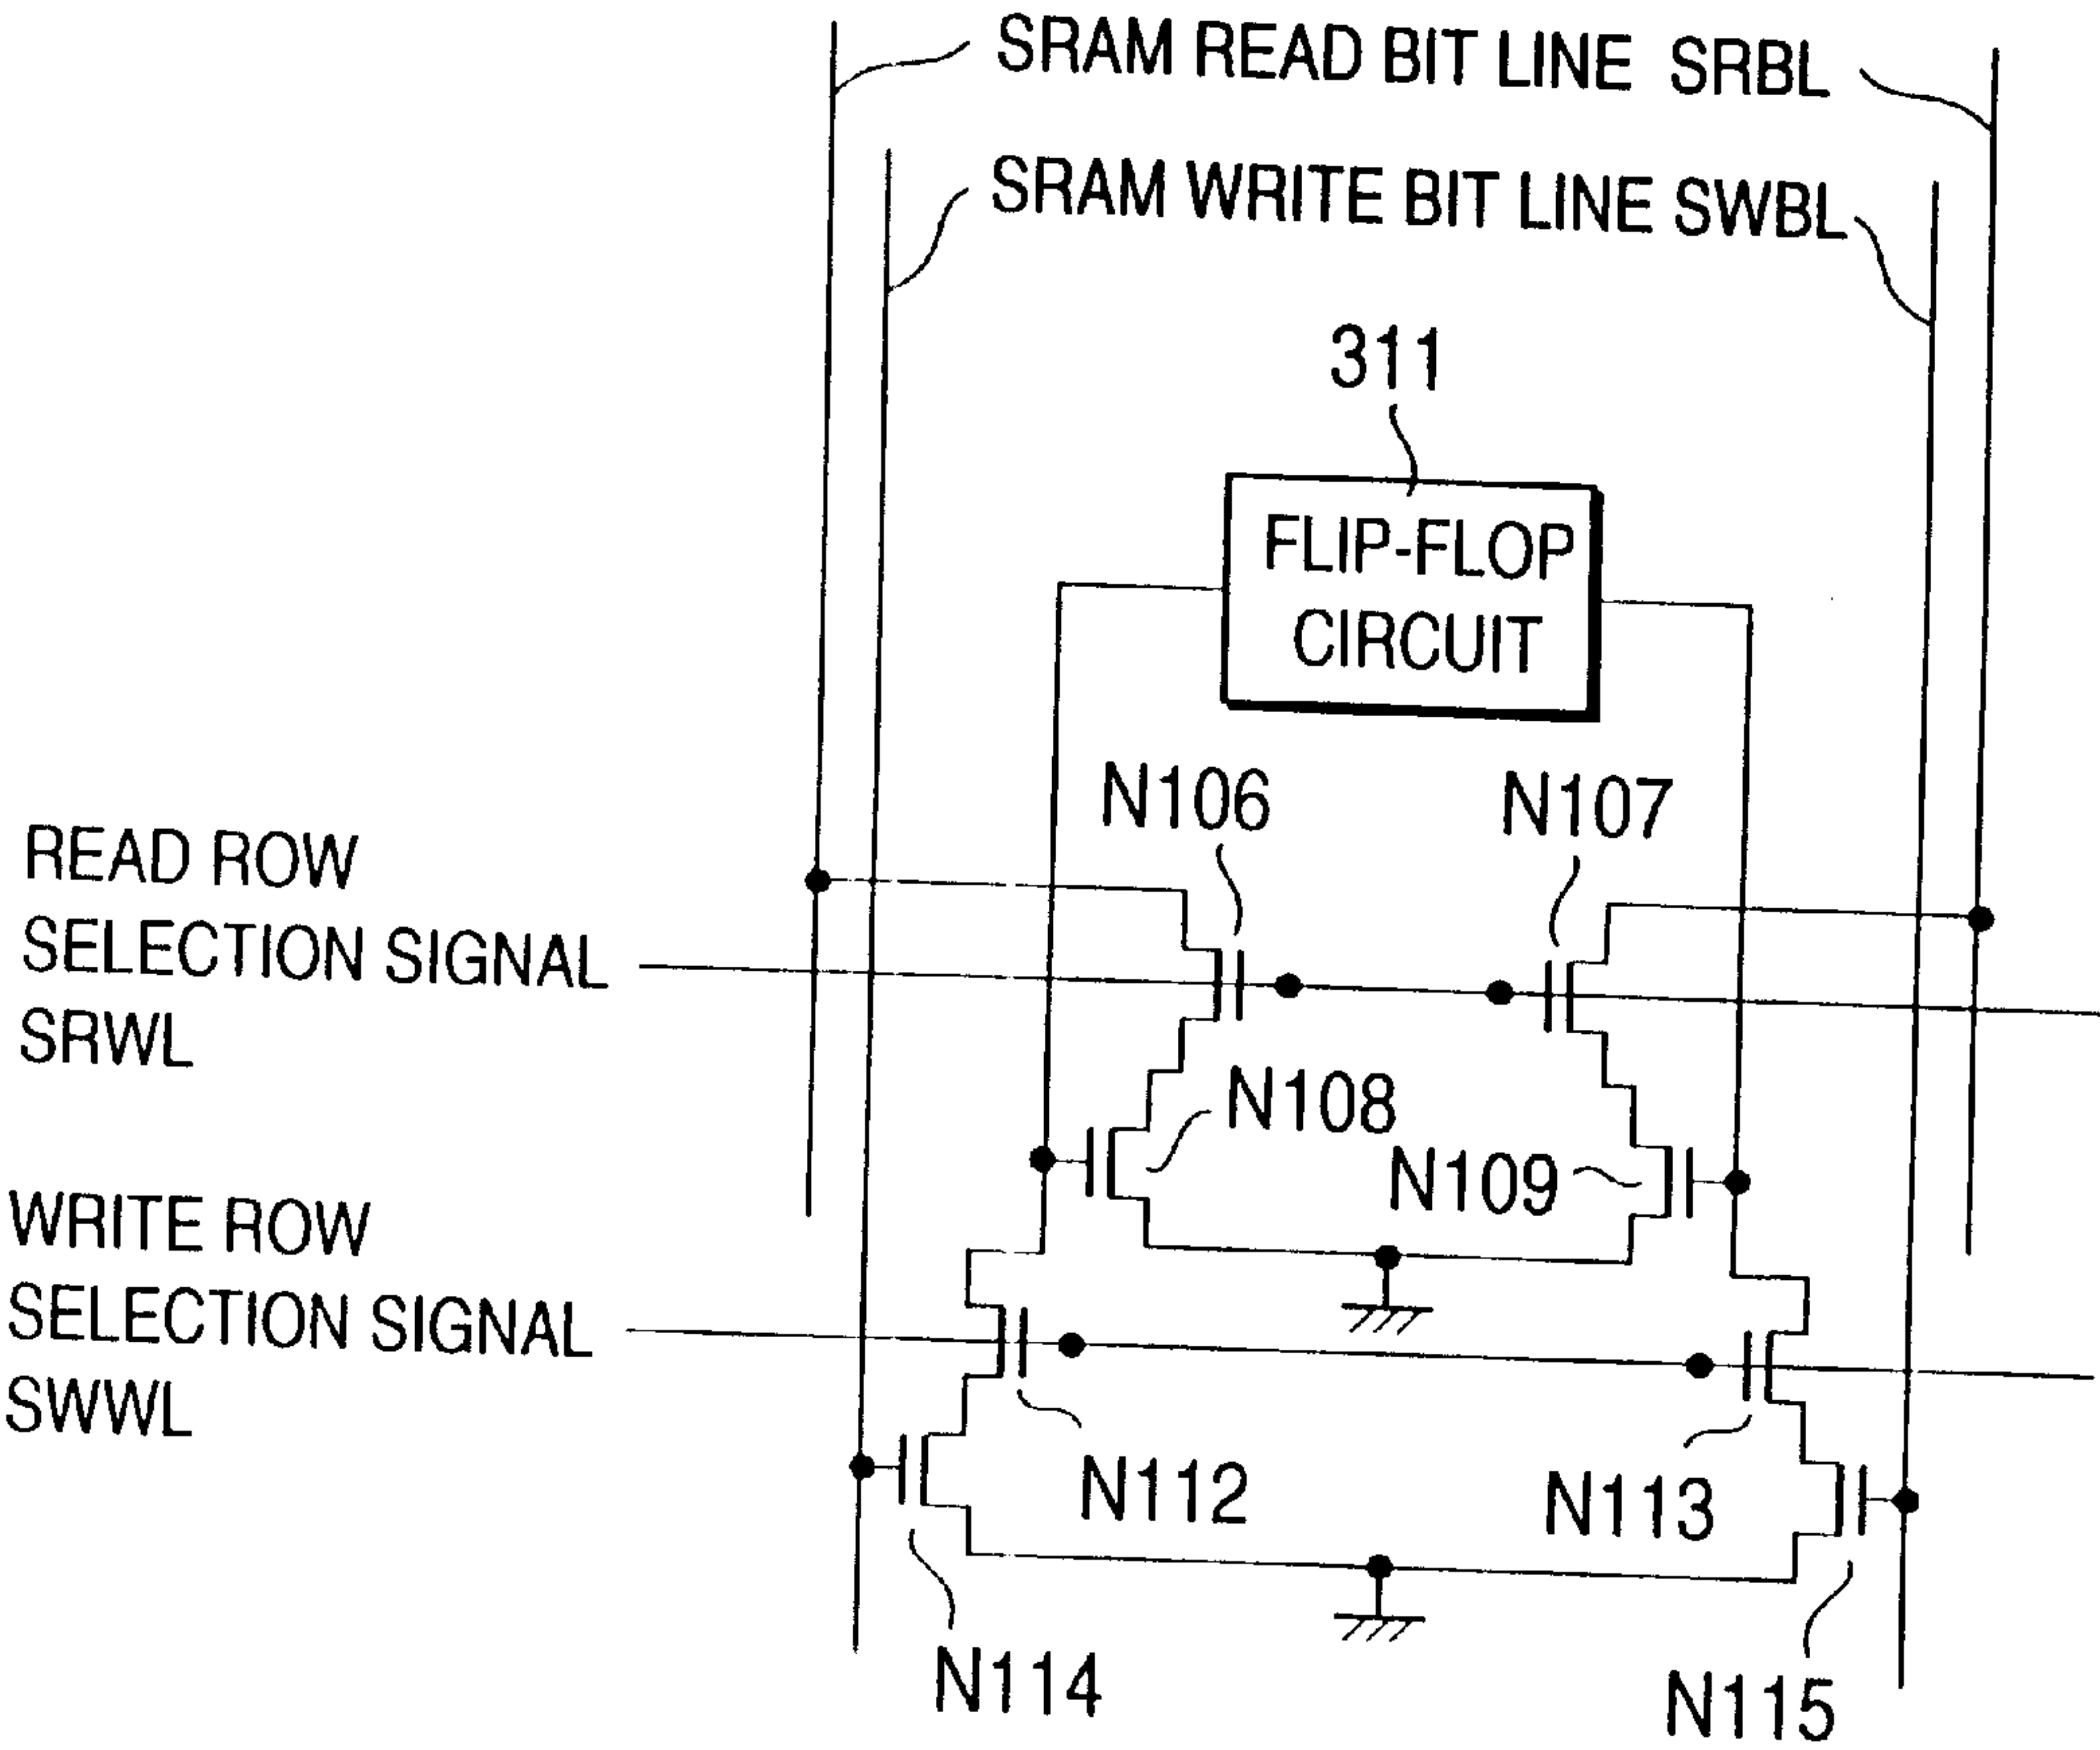 SRAM READ BIT LINE SRBL
SRAM WRITE BIT LINE SWBL
311
FLIP-FLOP
CIRCUIT
N106
N107
READ ROW
SELECTION SIGNAL
SRWL
N108
N109
WRITE ROW
SELECTION SIGNAL
SWWL
N112
N113
N114
N115